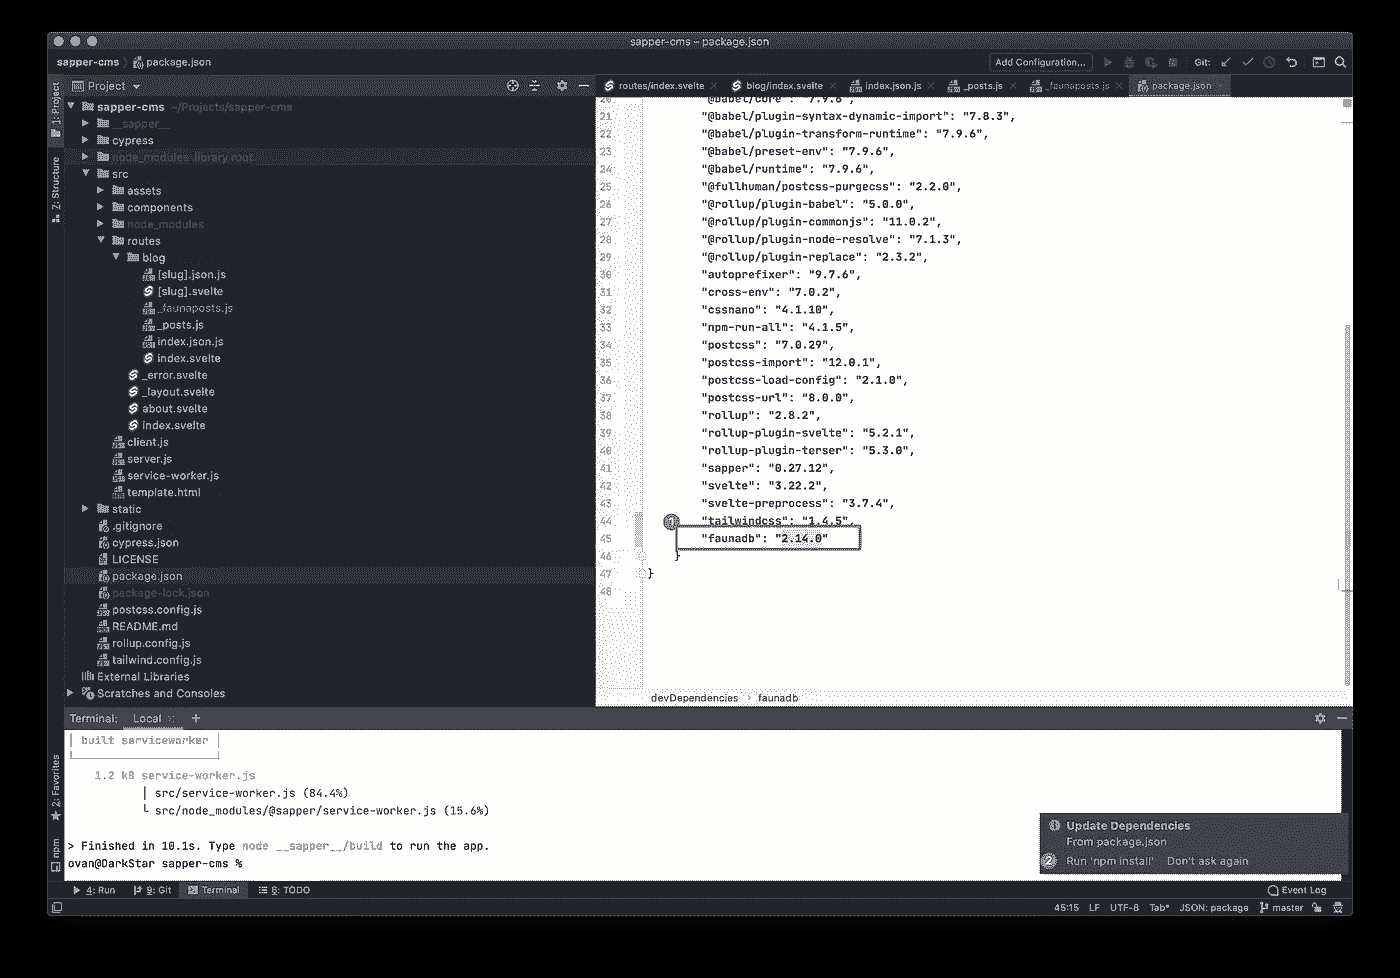 sapper-cms – package.json
sapper-cms package.json
Add Configuration...
Git:
1: Project
Z: Structure
2: Favorites
npm
Project
sapper-cms ~/Projects/sapper-cms
__sapper__
cypress
node_modules library root
src
assets
components
node_modules
routes
blog
[slug].json.js
[slug].svelte
_faunaposts.js
_posts.js
index.json.js
index.svelte
_error.svelte
_layout.svelte
about.svelte
index.svelte
client.js
server.js
service-worker.js
template.html
static
.gitignore
cypress.json
LICENSE
package.json
package-lock.json
postcss.config.js
README.md
rollup.config.js
tailwind.config.js
External Libraries
Scratches and Consoles
routes/index.svelte blog/index.svelte index.json.js _posts.js _faunaposts.js package.json
20 "@babel/core": "7.9.6",
21 "@babel/plugin-syntax-dynamic-import": "7.8.3",
22 "@babel/plugin-transform-runtime": "7.9.6",
23 "@babel/preset-env": "7.9.6",
24 "@babel/runtime": "7.9.6",
25 "@fullhuman/postcss-purgecss": "2.2.0",
26 "@rollup/plugin-babel": "5.0.0",
27 "@rollup/plugin-commonjs": "11.0.2",
28 "@rollup/plugin-node-resolve": "7.1.3",
29 "@rollup/plugin-replace": "2.3.2",
30 "autoprefixer": "9.7.6",
31 "cross-env": "7.0.2",
32 "cssnano": "4.1.10",
33 "npm-run-all": "4.1.5",
34 "postcss": "7.0.29",
35 "postcss-import": "12.0.1",
36 "postcss-load-config": "2.1.0",
37 "postcss-url": "8.0.0",
38 "rollup": "2.8.2",
39 "rollup-plugin-svelte": "5.2.1",
40 "rollup-plugin-terser": "5.3.0",
41 "sapper": "0.27.12",
42 "svelte": "3.22.2",
43 "svelte-preprocess": "3.7.4",
44 1 "tailwindcss": "1.4.5",
45 "faunadb": "2.14.0"
46 }
47 }
48
devDependencies › faunadb
Terminal: Local × +
built serviceworker
1.2 kB service-worker.js
│ src/service-worker.js (84.4%)
└ src/node_modules/@sapper/service-worker.js (15.6%)
> Finished in 10.1s. Type node __sapper__/build to run the app.
ovan@DarkStar sapper-cms %
Update Dependencies
From package.json
2 Run 'npm install' Don't ask again
4: Run 9: Git Terminal 6: TODO Event Log
45:15 LF UTF-8 Tab* JSON: package master